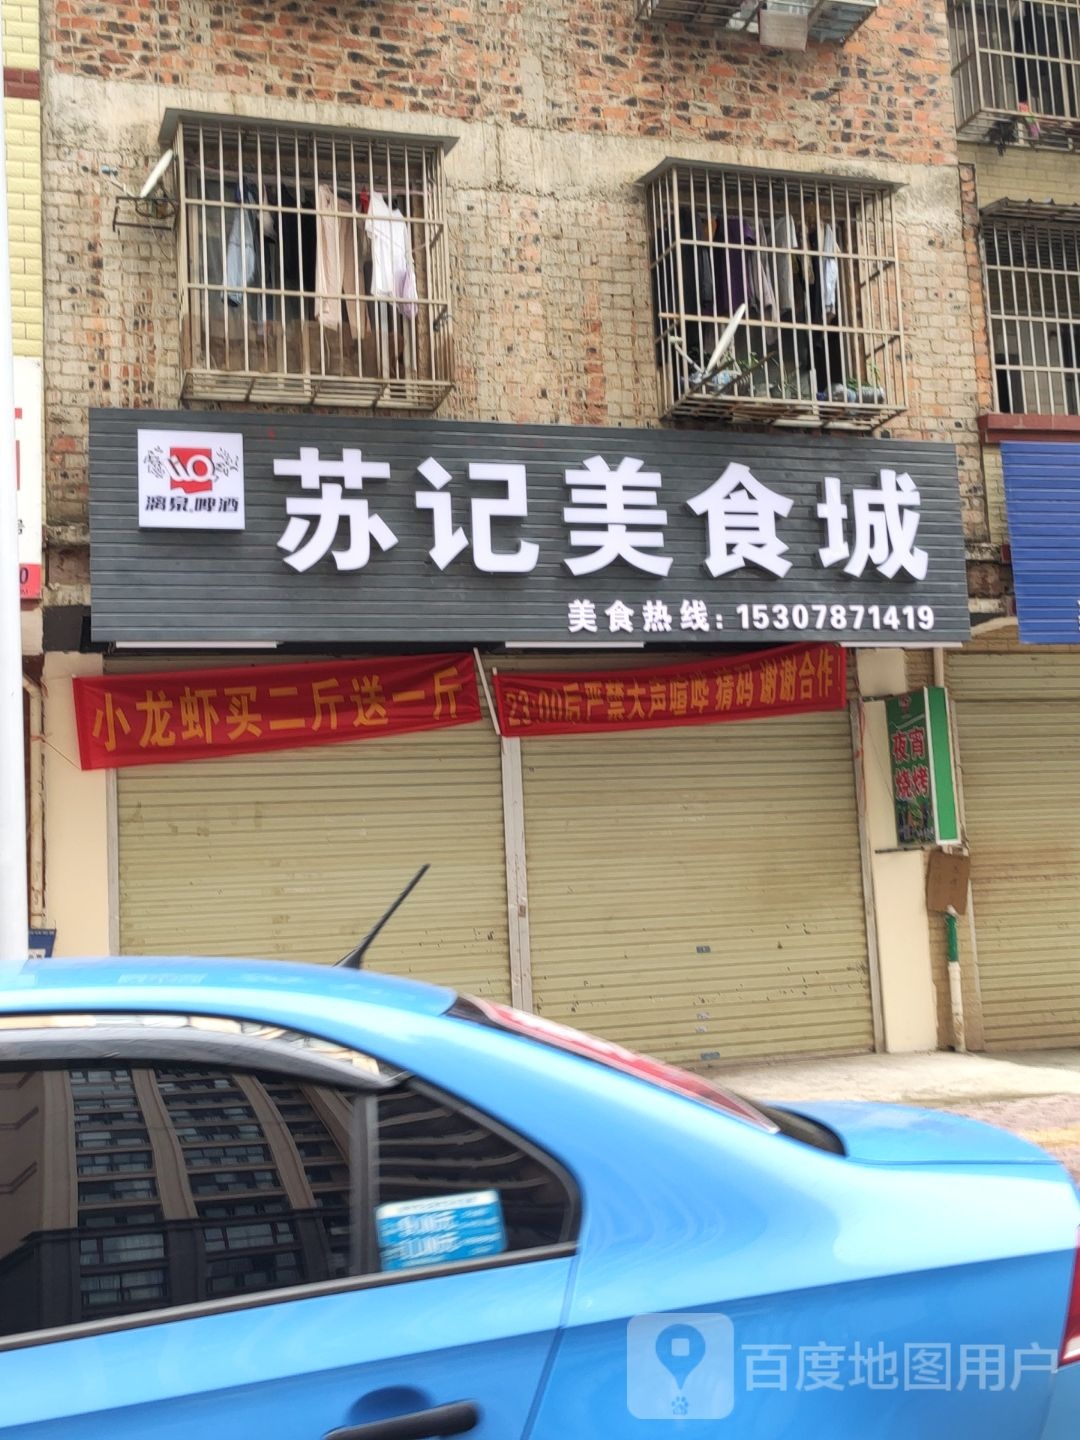 漓泉啤酒
苏记美食城
美食热线：15307871419
小龙虾买二斤送一斤
23:00后严禁大声喧哗 猜码 谢谢合作！
夜宵
烧烤
百度地图用户